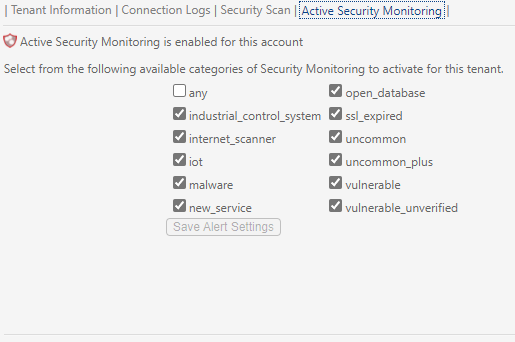 | Tenant Information | Connection Logs | Security Scan | Active Security Monitoring |
Active Security Monitoring is enabled for this account
Select from the following available categories of Security Monitoring to activate for this tenant.
any open_database
industrial_control_system ssl_expired
internet_scanner uncommon
iot uncommon_plus
malware vulnerable
new_service vulnerable_unverified
Save Alert Settings